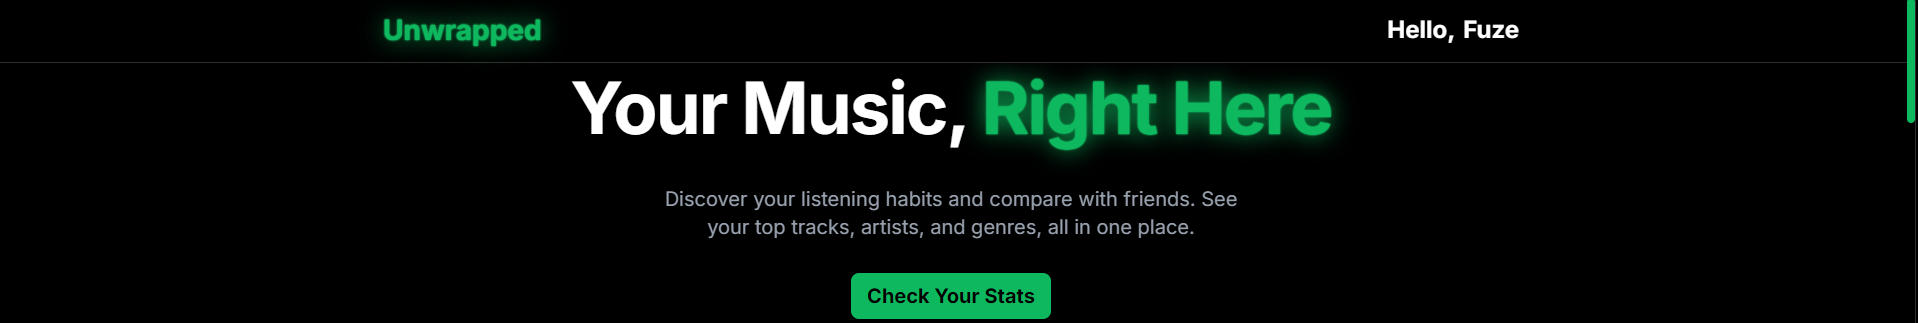 Unwrapped
Hello, Fuze
Your Music, Right Here
Discover your listening habits and compare with friends. See
your top tracks, artists, and genres, all in one place.
Check Your Stats